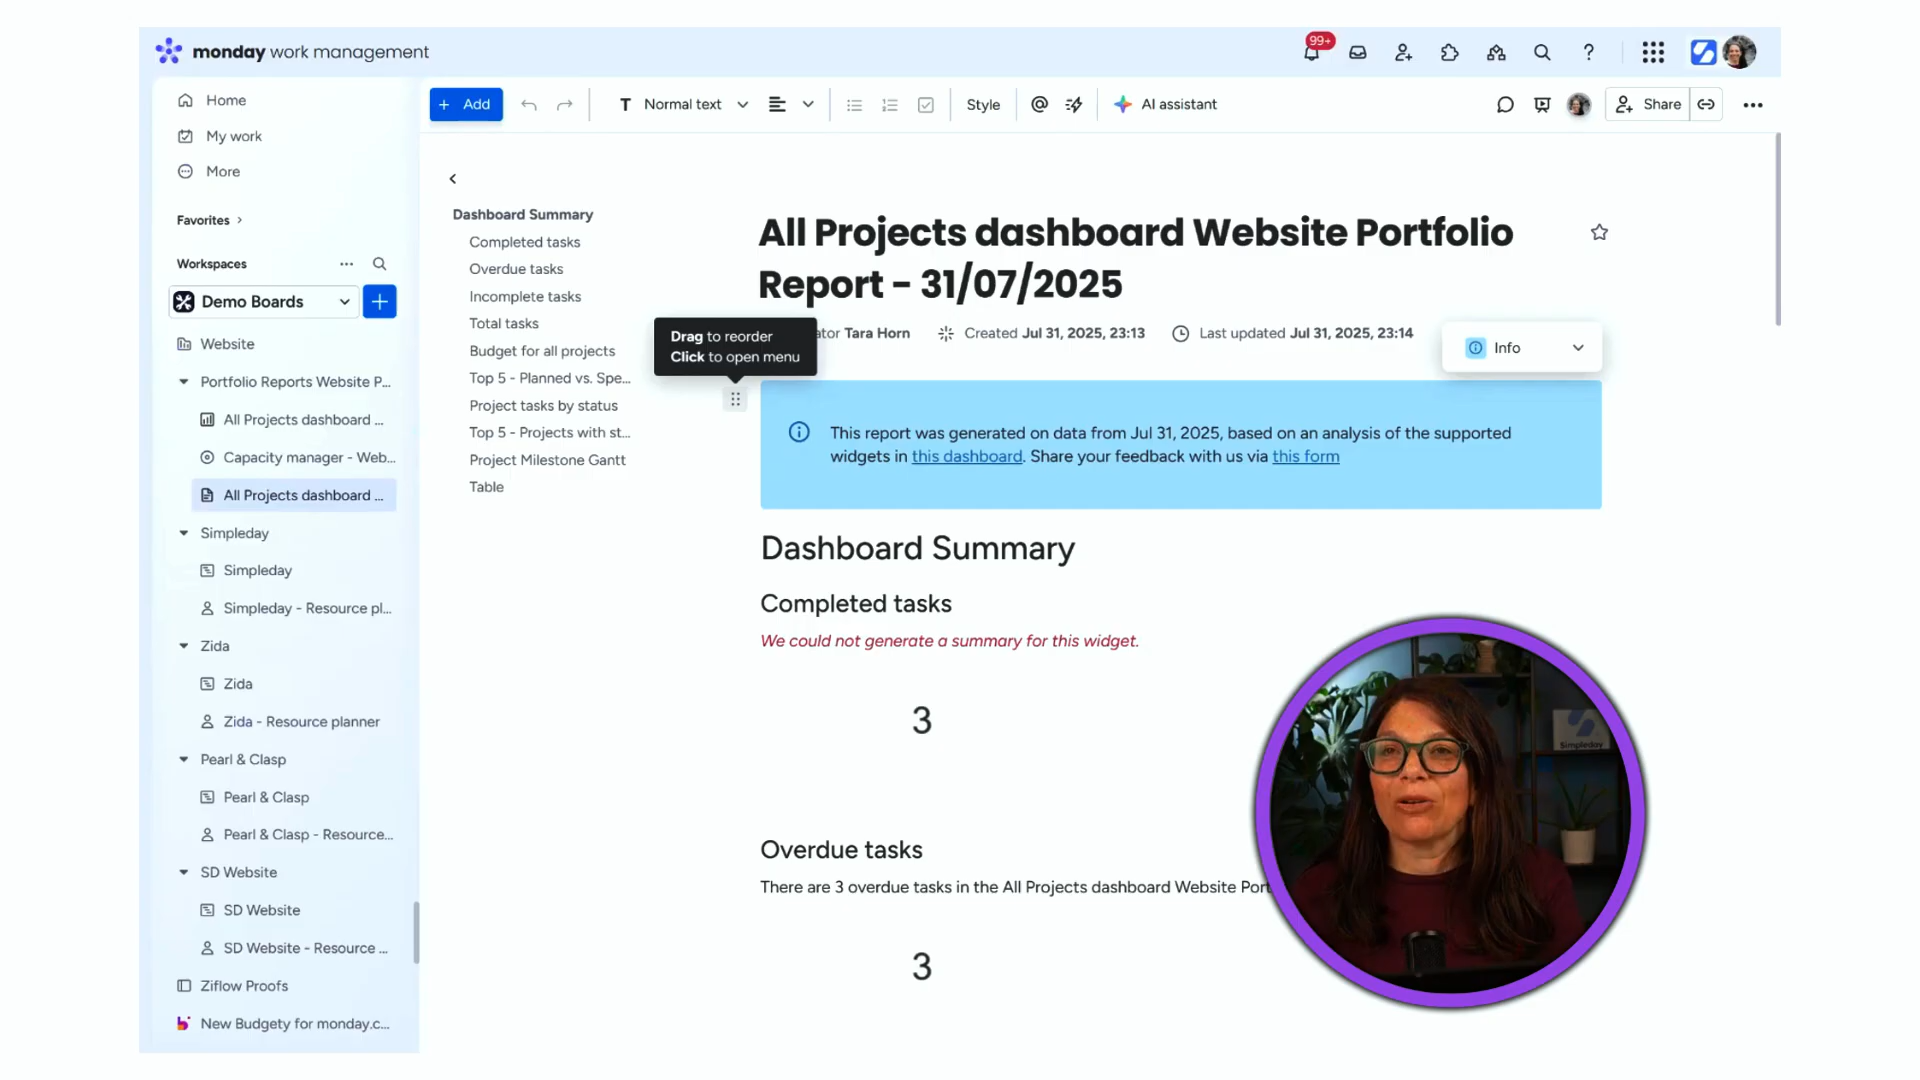 monday work management
99+
Home
My work
More
Favorites
Workspaces
Demo Boards
Website
Portfolio Reports Website P...
All Projects dashboard ...
Capacity manager - Web...
All Projects dashboard ...
Simpleday
Simpleday
Simpleday - Resource pl...
Zida
Zida
Zida - Resource planner
Pearl & Clasp
Pearl & Clasp
Pearl & Clasp - Resource...
SD Website
SD Website
SD Website - Resource ...
Ziflow Proofs
New Budgety for monday.c...
+ Add
Normal text
Style
AI assistant
Share
Dashboard Summary
Completed tasks
Overdue tasks
Incomplete tasks
Total tasks
Budget for all projects
Top 5 - Planned vs. Spe...
Project tasks by status
Top 5 - Projects with st...
Project Milestone Gantt
Table
All Projects dashboard Website Portfolio
Report - 31/07/2025
Drag to reorder
Click to open menu
ator Tara Horn
Created Jul 31, 2025, 23:13
Last updated Jul 31, 2025, 23:14
Info
This report was generated on data from Jul 31, 2025, based on an analysis of the supported
widgets in this dashboard. Share your feedback with us via this form
Dashboard Summary
Completed tasks
We could not generate a summary for this widget.
3
Overdue tasks
There are 3 overdue tasks in the All Projects dashboard Website Port
3
Simpleday